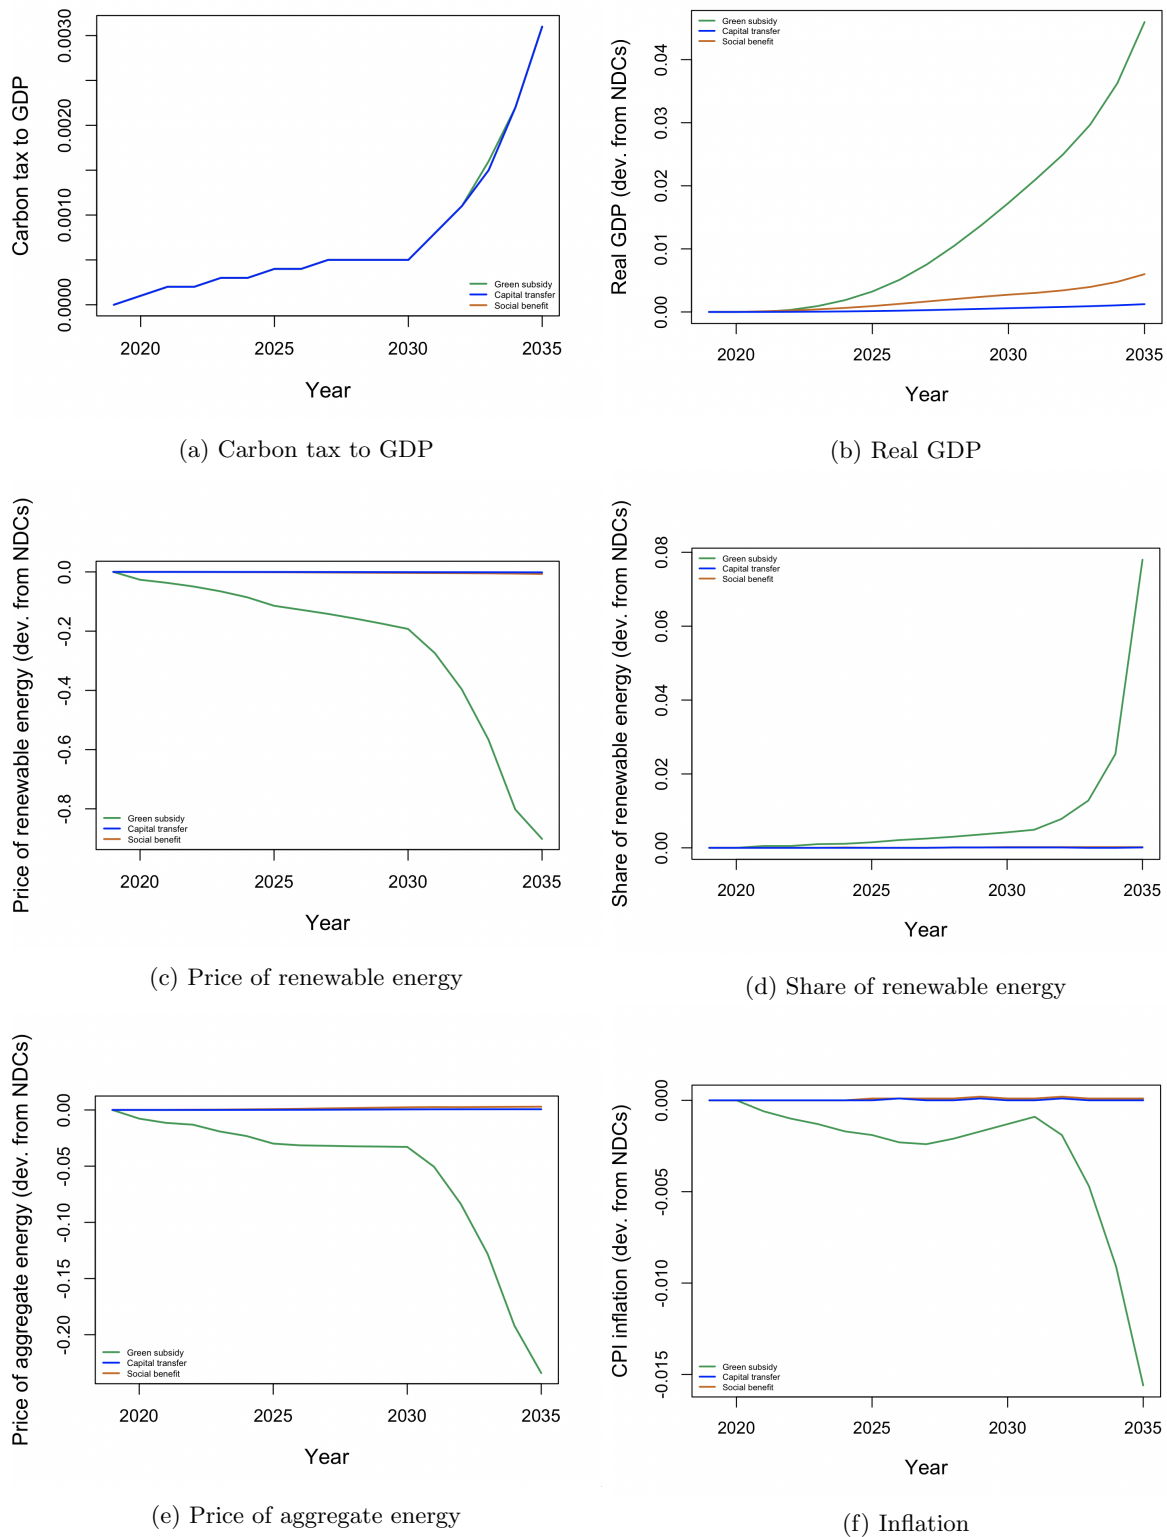 Carbon tax to GDP
0.0030
0.0020
0.0010
0.0000
Green subsidy
Capital transfer
Social benefit
2020 2025 2030 2035
Year
(a) Carbon tax to GDP
Real GDP (dev. from NDCs)
Green subsidy
Capital transfer
Social benefit
0.04
0.03
0.02
0.01
0.00
2020 2025 2030 2035
Year
(b) Real GDP
Price of renewable energy (dev. from NDCs)
0.0
-0.2
-0.4
-0.6
-0.8
Green subsidy
Capital transfer
Social benefit
2020 2025 2030 2035
Year
(c) Price of renewable energy
Share of renewable energy (dev. from NDCs)
0.08
Green subsidy
Capital transfer
Social benefit
0.06
0.04
0.02
0.00
2020 2025 2030 2035
Year
(d) Share of renewable energy
Price of aggregate energy (dev. from NDCs)
0.00
-0.05
-0.10
-0.15
-0.20
Green subsidy
Capital transfer
Social benefit
2020 2025 2030 2035
Year
(e) Price of aggregate energy
CPI inflation (dev. from NDCs)
0.000
-0.005
-0.010
-0.015
Green subsidy
Capital transfer
Social benefit
2020 2025 2030 2035
Year
(f) Inflation